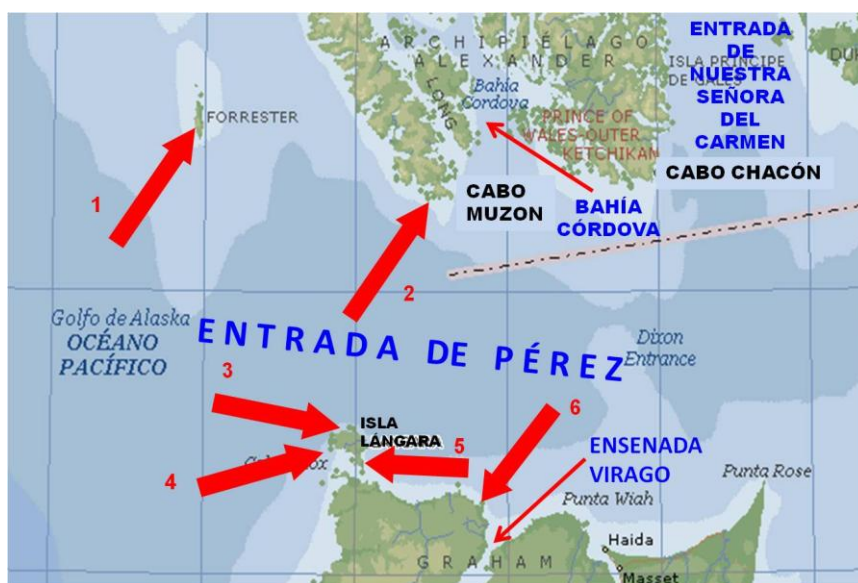 ARCHIPIÉLAGO
ALEXANDER
ENTRADA
DE
NUESTRA
SEÑORA
DEL
CARMEN
ISLA PRINCIPE
DE GALES
LONG
Bahía
Cordova
FORRESTER
PRINCE OF
WALES-OUTER
KETCHIKAN
CABO CHACÓN
CABO
MUZON
BAHÍA
CÓRDOVA
1
2
Golfo de Alaska
OCÉANO
PACÍFICO
ENTRADA DE PÉREZ
Dixon
Entrance
3
6
ISLA
LÁNGARA
5
4
ENSENADA
VIRAGO
Punta Rose
Punta Wiah
GRAHAM
Haida
Masset